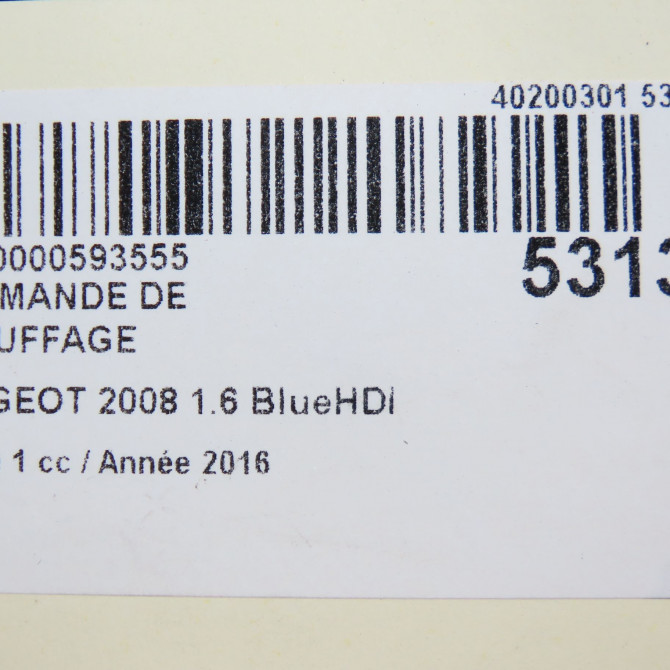 40200301 53
0000593555
5313
MANDE DE
UFFAGE
GEOT 2008 1.6 BlueHDI
1 cc / Année 2016